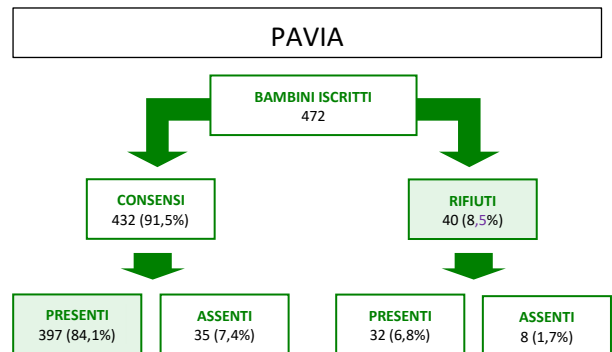 PAVIA
BAMBINI ISCRITTI
472
CONSENSI
432 (91,5%)
RIFIUTI
40 (8,5%)
PRESENTI
397 (84,1%)
ASSENTI
35 (7,4%)
PRESENTI
32 (6,8%)
ASSENTI
8 (1,7%)